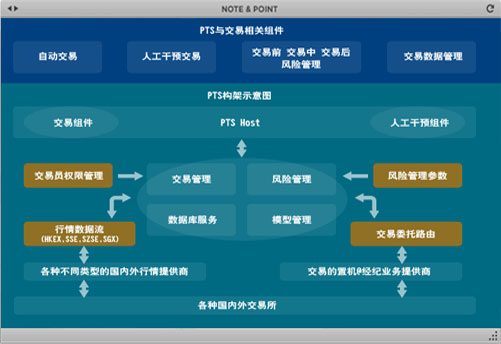 NOTE & POINT
PTS与交易相关组件
自动交易
人工干预交易
交易前 交易中 交易后
风险管理
交易数据管理
PTS构架示意图
交易组件
PTS Host
人工干预组件
交易员权限管理
交易管理
风险管理
风险管理参数
数据库服务
模型管理
行情数据流
(HKEX,SSE,SZSE,SGX)
交易委托路由
各种不同类型的国内外行情提供商
交易的置机@经纪业务提供商
各种国内外交易所